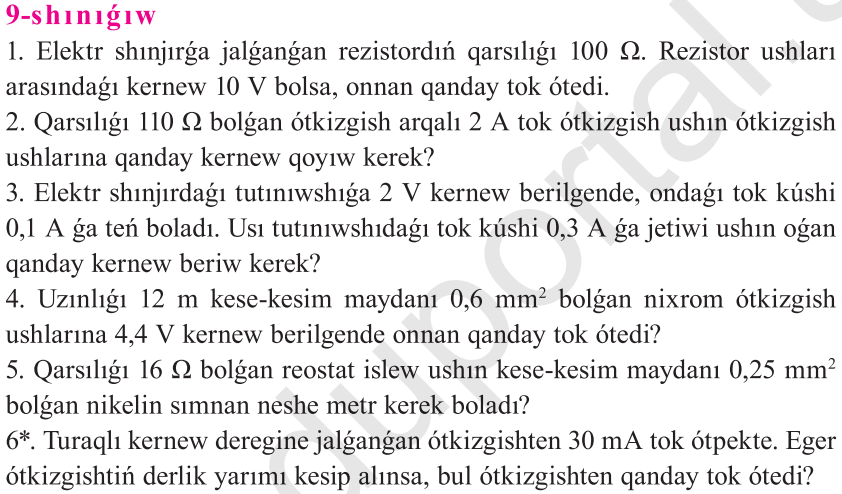 9-shınıǵıw
1. Elektr shınjırǵa jalǵanǵan rezistordıń qarsılıǵı 100 Ω. Rezistor ushları
arasındaǵı kernew 10 V bolsa, onnan qanday tok ótedi.
2. Qarsılıǵı 110 Ω bolǵan ótkizgish arqalı 2 A tok ótkizgish ushın ótkizgish
ushlarına qanday kernew qoyıw kerek?
3. Elektr shınjırdaǵı tutınıwshıǵa 2 V kernew berilgende, ondaǵı tok kúshi
0,1 A ǵa teń boladı. Usı tutınıwshıdaǵı tok kúshi 0,3 A ǵa jetiwi ushın oǵan
qanday kernew beriw kerek?
4. Uzınlıǵı 12 m kese-kesim maydanı 0,6 mm² bolǵan nixrom ótkizgish
ushlarına 4,4 V kernew berilgende onnan qanday tok ótedi?
5. Qarsılıǵı 16 Ω bolǵan reostat islew ushın kese-kesim maydanı 0,25 mm²
bolǵan nikelin sımnan neshe metr kerek boladı?
6*. Turaqlı kernew deregine jalǵanǵan ótkizgishten 30 mA tok ótpekte. Eger
ótkizgishtiń derlik yarımı kesip alınsa, bul ótkizgishten qanday tok ótedi?
duportal.u